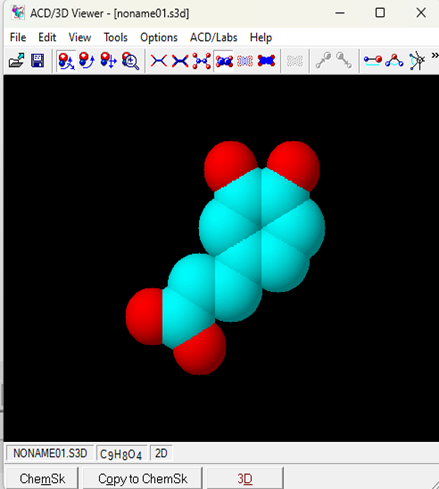 ACD/3D Viewer - [noname01.s3d]
File Edit View Tools Options ACD/Labs Help
NONAME01.S3D C9H8O4 2D
ChemSk Copy to ChemSk 3D